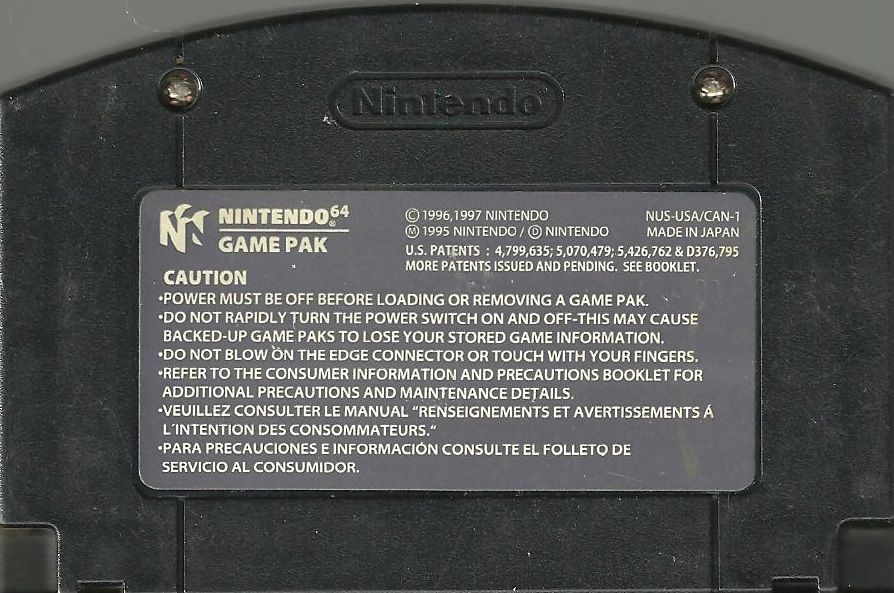 Nintendo®
NINTENDO 64®
GAME PAK
© 1996,1997 NINTENDO
Ⓜ 1995 NINTENDO / Ⓓ NINTENDO
NUS-USA/CAN-1
MADE IN JAPAN
U.S. PATENTS : 4,799,635; 5,070,479; 5,426,762 & D376,795
MORE PATENTS ISSUED AND PENDING. SEE BOOKLET.
CAUTION
•POWER MUST BE OFF BEFORE LOADING OR REMOVING A GAME PAK.
•DO NOT RAPIDLY TURN THE POWER SWITCH ON AND OFF-THIS MAY CAUSE
BACKED-UP GAME PAKS TO LOSE YOUR STORED GAME INFORMATION.
•DO NOT BLOW ON THE EDGE CONNECTOR OR TOUCH WITH YOUR FINGERS.
•REFER TO THE CONSUMER INFORMATION AND PRECAUTIONS BOOKLET FOR
ADDITIONAL PRECAUTIONS AND MAINTENANCE DETAILS.
•VEUILLEZ CONSULTER LE MANUAL "RENSEIGNEMENTS ET AVERTISSEMENTS Á
L'INTENTION DES CONSOMMATEURS."
•PARA PRECAUCIONES E INFORMACIÓN CONSULTE EL FOLLETO DE
SERVICIO AL CONSUMIDOR.